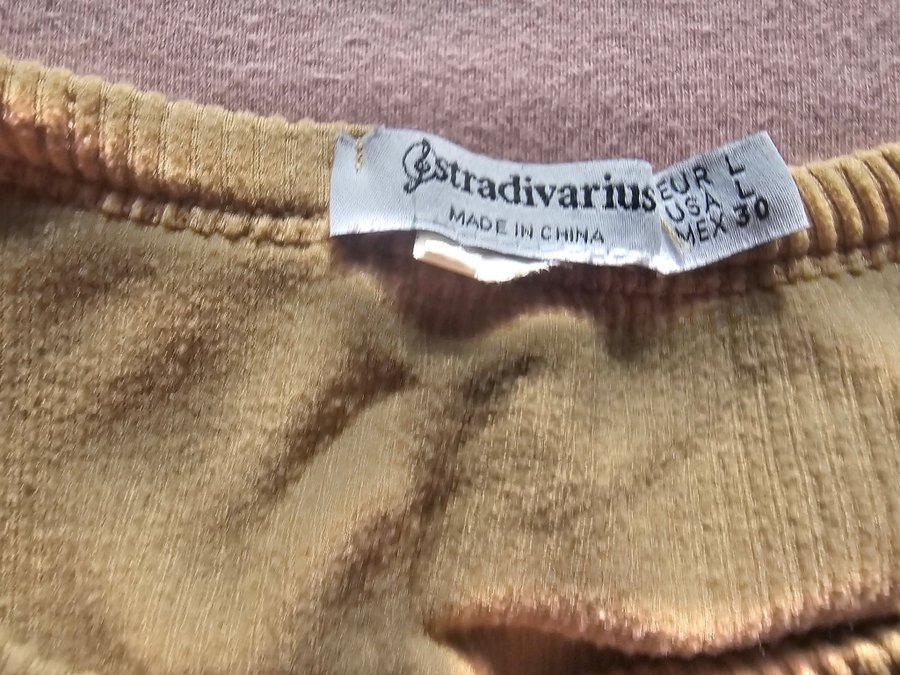 stradivarius
MADE IN CHINA
EUR L
USA L
MEX 30